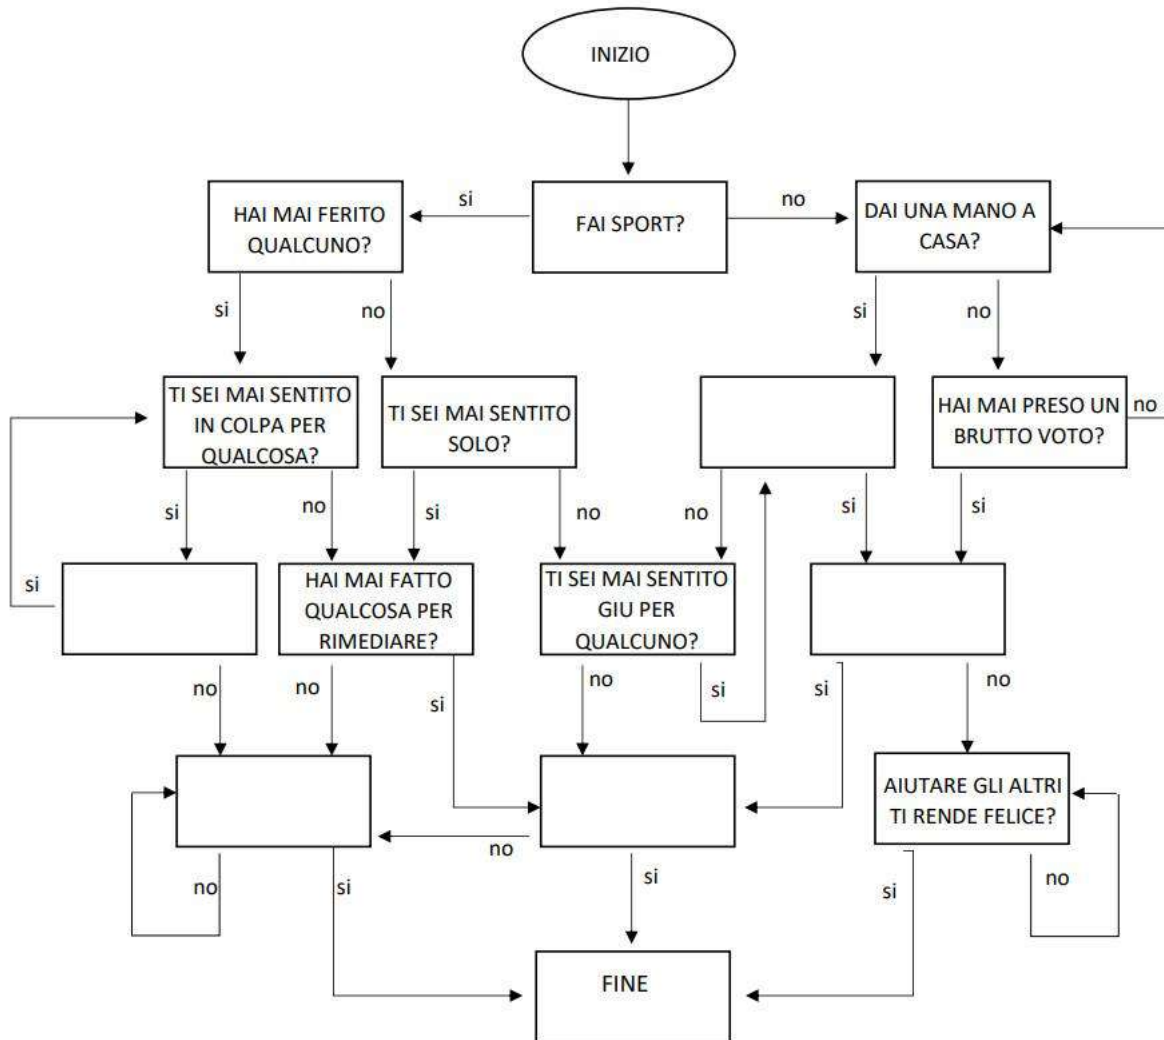 INIZIO
si
no
HAI MAI FERITO
QUALCUNO?
FAI SPORT?
DAI UNA MANO A
CASA?
si
no
si
no
TI SEI MAI SENTITO
IN COLPA PER
QUALCOSA?
TI SEI MAI SENTITO
SOLO?
HAI MAI PRESO UN
BRUTTO VOTO?
no
si
no
si
no
no
si
si
si
HAI MAI FATTO
QUALCOSA PER
RIMEDIARE?
TI SEI MAI SENTITO
GIU PER
QUALCUNO?
no
no
si
no
si
si
no
AIUTARE GLI ALTRI
TI RENDE FELICE?
no
no
si
si
si
no
FINE